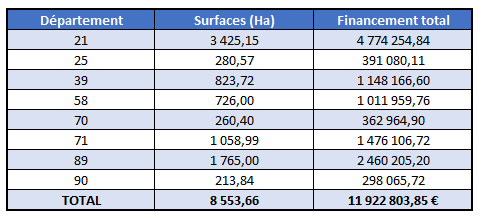 Département Surfaces (Ha) Financement total
21 3 425,15 4 774 254,84
25 280,57 391 080,11
39 823,72 1 148 166,60
58 726,00 1 011 959,76
70 260,40 362 964,90
71 1 058,99 1 476 106,72
89 1 765,00 2 460 205,20
90 213,84 298 065,72
TOTAL 8 553,66 11 922 803,85 €